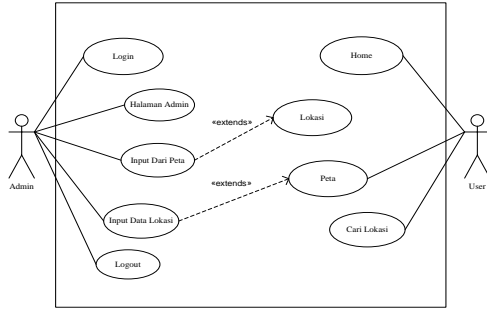 Login
Home
Halaman Admin
«extends»
Lokasi
Input Dari Peta
Admin
User
«extends»
Peta
Input Data Lokasi
Cari Lokasi
Logout